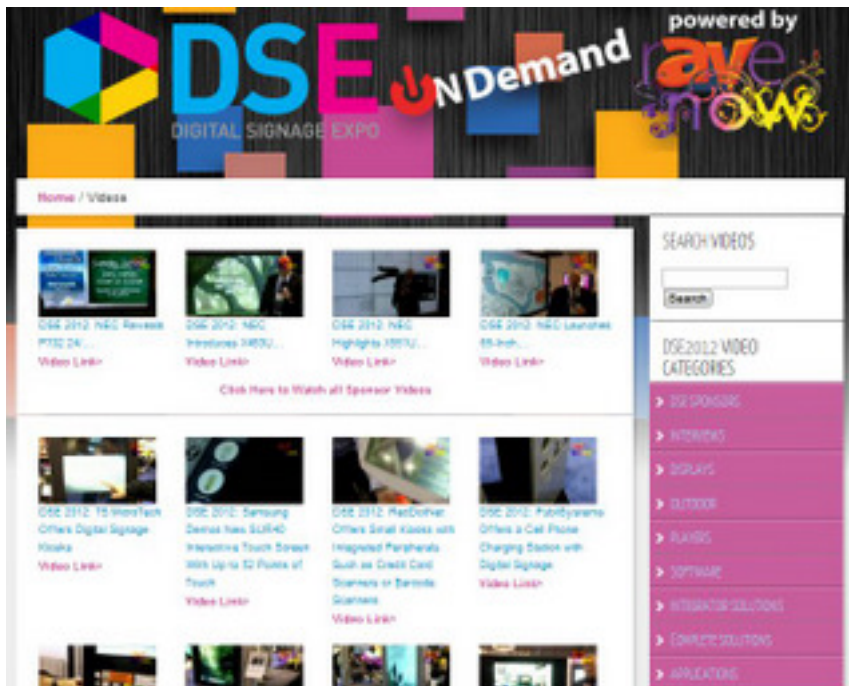 DSE
DIGITAL SIGNAGE EXPO
ON Demand
powered by
rAVe
now
Home / Videos
DSE 2012: NEC Reveals
P702 24/...
Video Link>
DSE 2012: NEC
Introduces
Video Link>
DSE 2012: NEC
Highlights
Video Link>
DSE 2012: NEC Launches
Video Link>
Click Here to Watch all Sponsor Videos
DSE 2012:
Offers Digital Signage
Kiosks
Video Link>
DSE 2012: Samsung
Demos New SUR40
Interactive Touch Screen
With Up to 52 Points of
Touch
Video Link>
DSE 2012: RedDotNet
Offers Small Kiosks with
Integrated Peripherals
Such as Credit Card
Scanners or Barcode
Scanners
Video Link>
DSE 2012:
Offers a Cell Phone
Charging Station with
Digital Signage
Video Link>
SEARCH VIDEOS
Search
DSE2012 VIDEO
CATEGORIES
DSE SPONSORS
INTERVIEWS
DISPLAYS
OUTDOOR
PLAYERS
SOFTWARE
INTEGRATOR SOLUTIONS
COMPLETE SOLUTIONS
APPLICATIONS